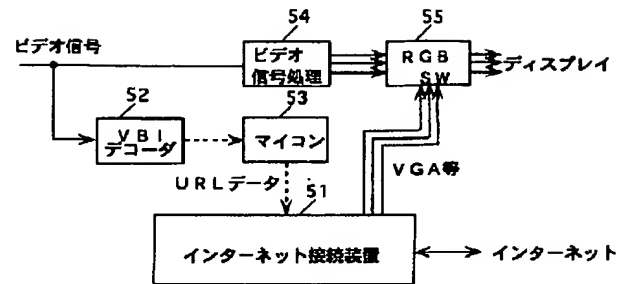 ビデオ信号
54
ビデオ
信号処理
55
RGB
SW
ディスプレイ
52
VBI
デコーダ
53
マイコン
URLデータ
VGA等
51
インターネット接続装置
インターネット